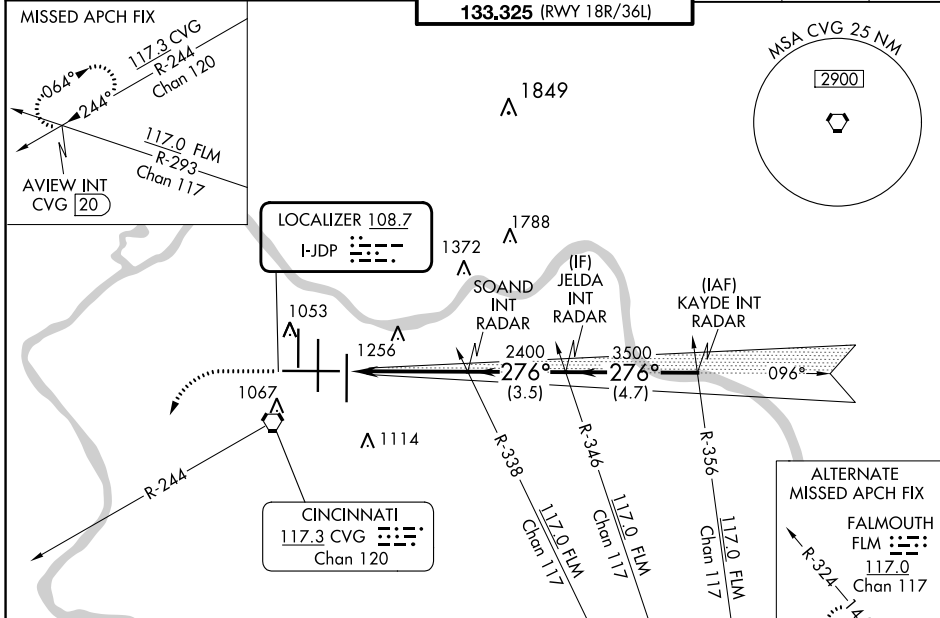 133.325 (RWY 18R/36L)
MISSED APCH FIX
117.3 CVG
R-244
Chan 120
064°
244°
117.0 FLM
R-293
Chan 117
AVIEW INT
CVG 20
MSA CVG 25 NM
2900
1849
1788
1372
LOCALIZER 108.7
I-JDP
SOAND
INT
RADAR
(IF)
JELDA
INT
RADAR
(IAF)
KAYDE INT
RADAR
1053
1256
2400
3500
276°
276°
096°
(3.5)
(4.7)
1067
1114
R-244
R-338
R-346
R-356
117.0 FLM
Chan 117
117.0 FLM
Chan 117
117.0 FLM
Chan 117
CINCINNATI
117.3 CVG
Chan 120
ALTERNATE
MISSED APCH FIX
FALMOUTH
FLM
117.0
Chan 117
R-324